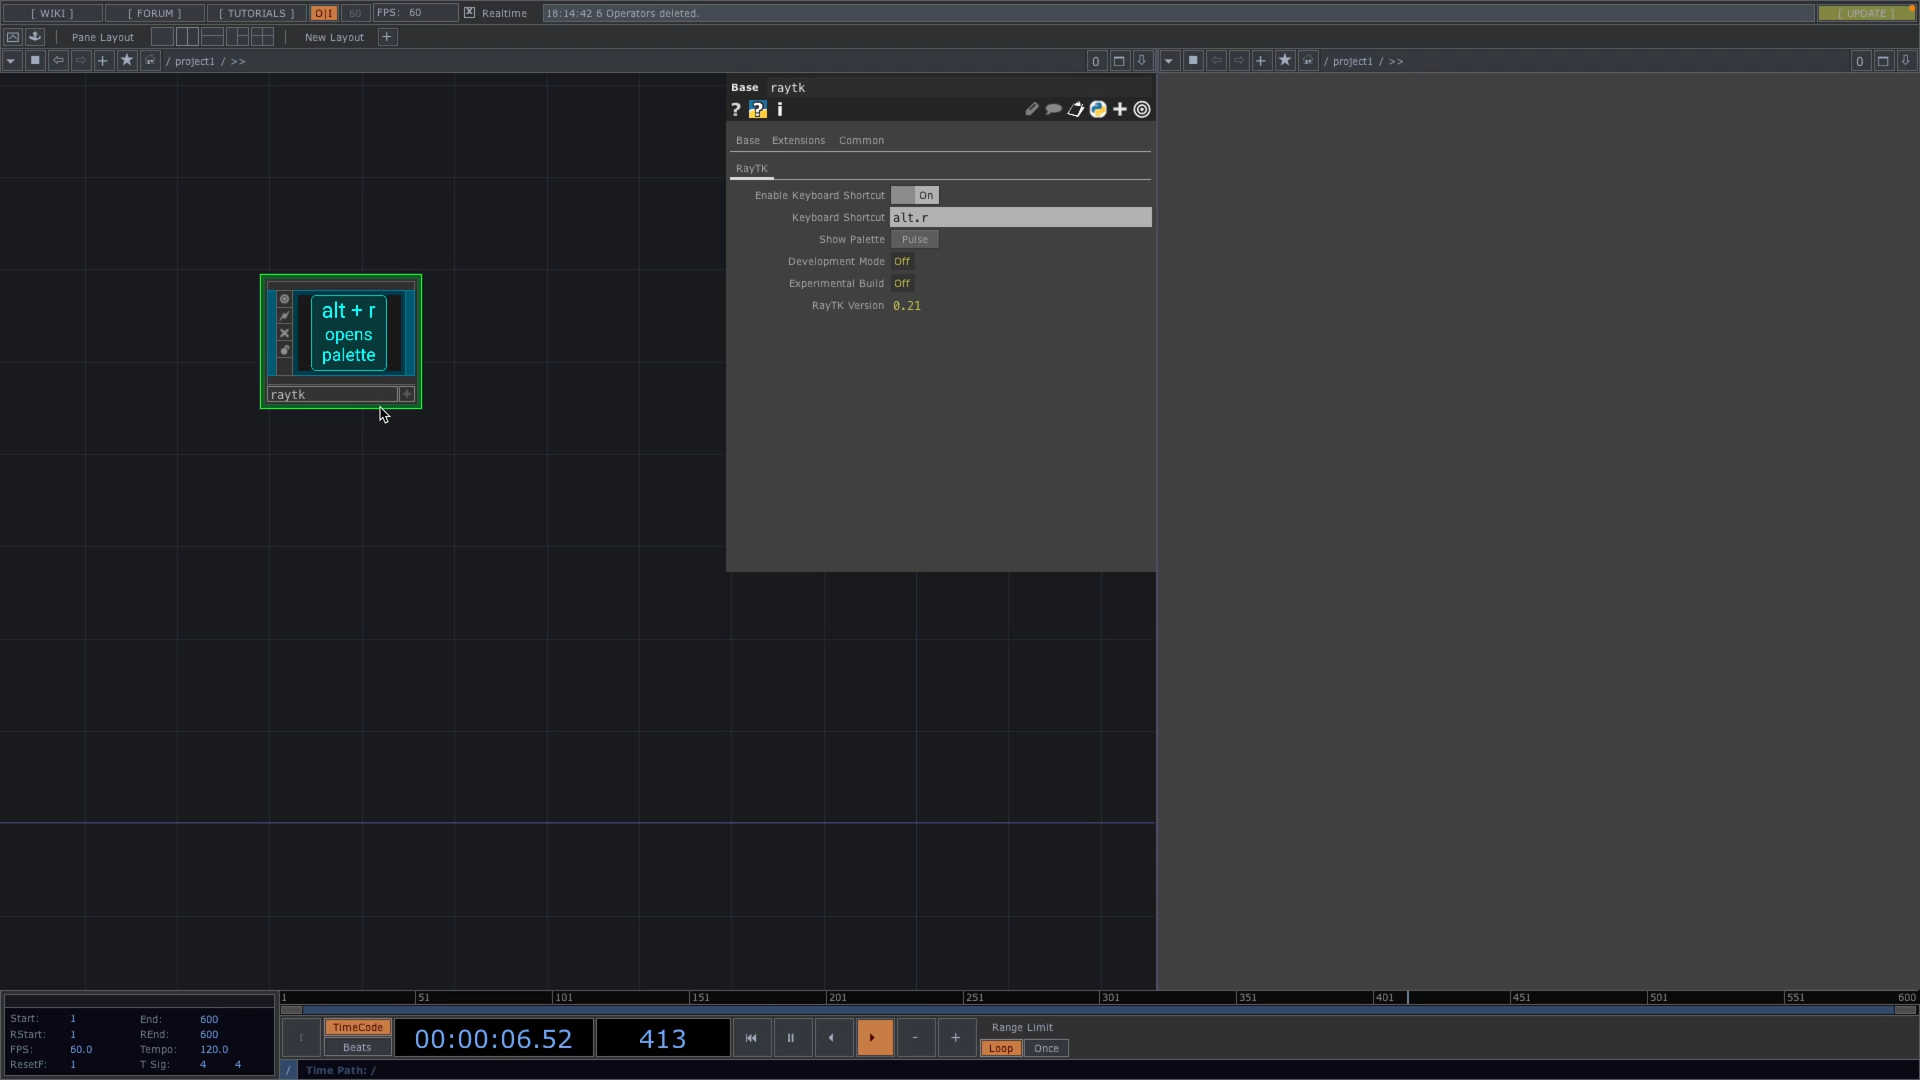 [ WIKI ] [ FORUM ] [ TUTORIALS ] O|I 60 FPS: 60 Realtime 18:14:42 6 Operators deleted. [ UPDATE ]
Pane Layout New Layout +
/ project1 / >> 0 / project1 / >> 0
Base raytk
? ? i
Base Extensions Common
RayTK
Enable Keyboard Shortcut On
Keyboard Shortcut alt.r
Show Palette Pulse
Development Mode Off
Experimental Build Off
RayTK Version 0.21
alt + r
opens
palette
raytk
1 51 101 151 201 251 301 351 401 451 501 551 600
Start: 1 End: 600
RStart: 1 REnd: 600
FPS: 60.0 Tempo: 120.0
ResetF: 1 T Sig: 4 4
1 TimeCode 00:00:06.52 413 - + Range Limit
Beats Loop Once
/ Time Path: /